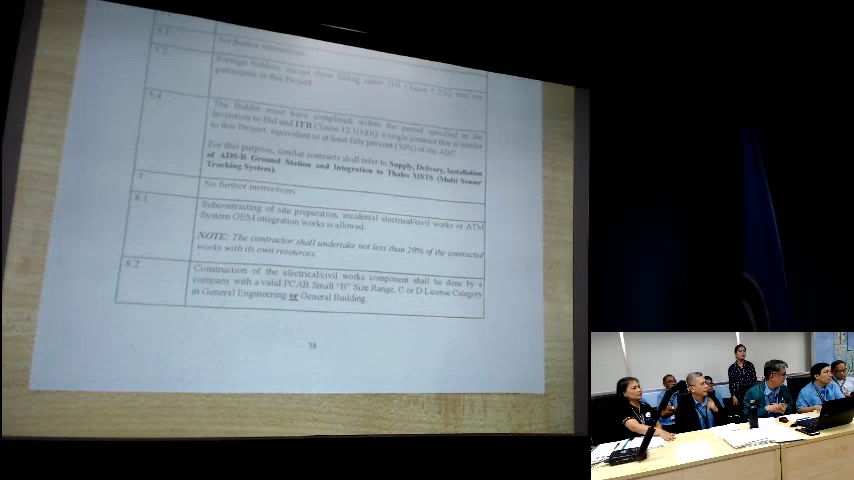 5.2
No further instructions
Foreign bidders, except those falling under ITB Clause 5.2(b), may not
participate in this Project.
5.4
The Bidder must have completed, within the period specified in the
Invitation to Bid and ITB Clause 12.1(a)(ii), a single contract that is similar
to this Project, equivalent to at least fifty percent (50%) of the ABC.
For this purpose, similar contracts shall refer to Supply, Delivery, Installation
of ADS-B Ground Station and Integration to Thales MSTS (Multi Sensor
Tracking System).
7
No further instructions
8.1
Subcontracting of site preparation, incidental electrical/civil works or ATM
System OEM integration works is allowed.
NOTE: The contractor shall undertake not less than 20% of the contracted
works with its own resources.
8.2
Construction of the electrical/civil works component shall be done by a
company with a valid PCAB Small "B" Size Range, C or D License Category
in General Engineering or General Building.
38